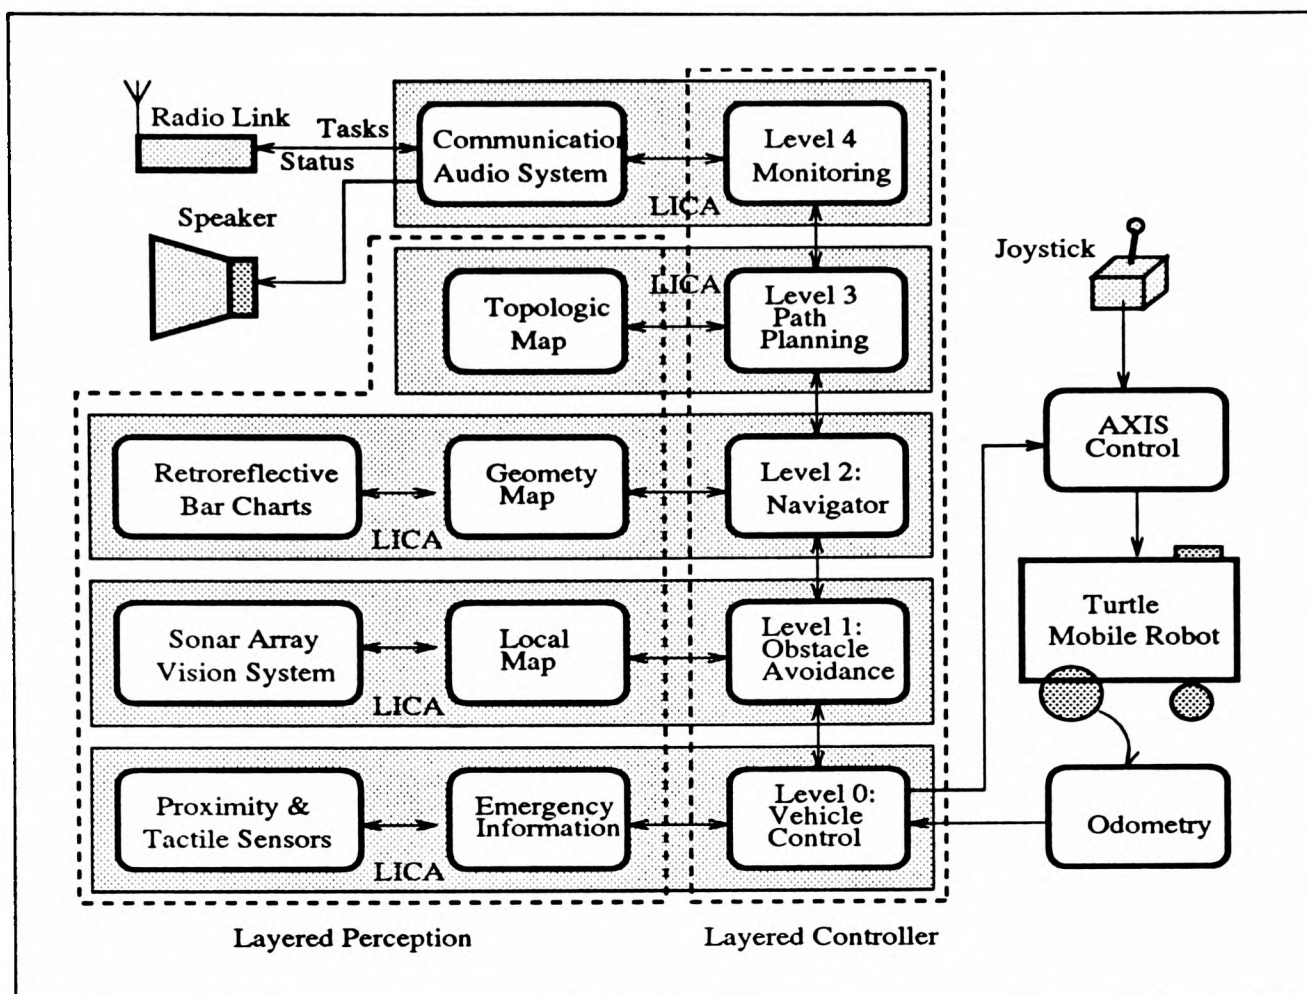 Radio Link
Tasks
Status
Communication
Audio System
Level 4
Monitoring
LICA
Speaker
Joystick
Topologic
Map
LICA
Level 3
Path
Planning
AXIS
Control
Retroreflective
Bar Charts
Geomety
Map
Level 2:
Navigator
LICA
Turtle
Mobile Robot
Sonar Array
Vision System
Local
Map
Level 1:
Obstacle
Avoidance
LICA
Proximity &
Tactile Sensors
Emergency
Information
Level 0:
Vehicle
Control
Odometry
LICA
Layered Perception
Layered Controller